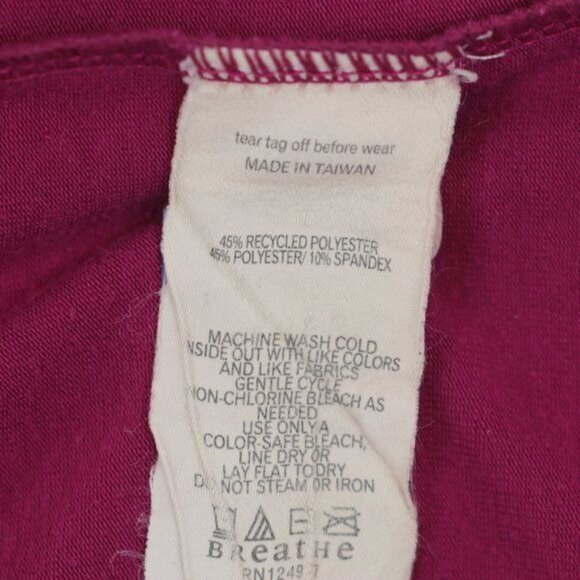 tear tag off before wear
MADE IN TAIWAN
45% RECYCLED POLYESTER
45% POLYESTER/ 10% SPANDEX
MACHINE WASH COLD
INSIDE OUT WITH LIKE COLORS
AND LIKE FABRICS
GENTLE CYCLE
NON-CHLORINE BLEACH AS
NEEDED
USE ONLY A
COLOR-SAFE BLEACH,
LINE DRY OR
LAY FLAT TO DRY
DO NOT STEAM OR IRON
BReatHe